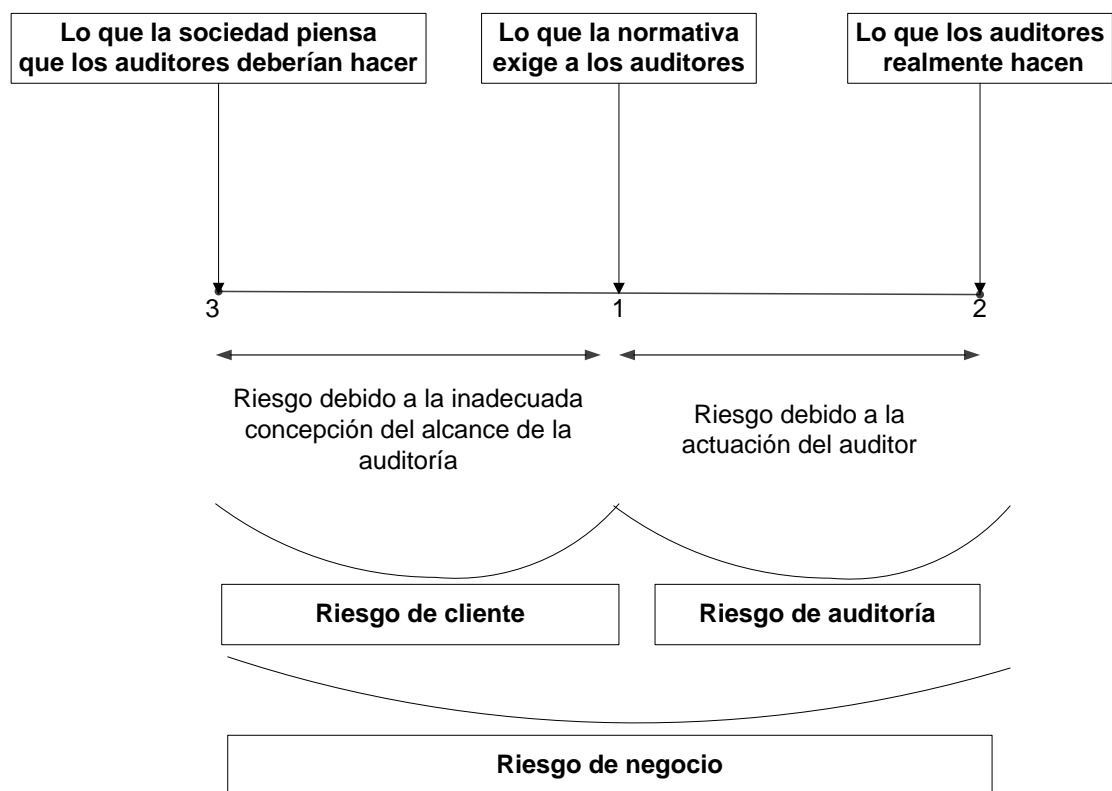 Lo que la sociedad piensa
que los auditores deberían hacer
Lo que la normativa
exige a los auditores
Lo que los auditores
realmente hacen
3
1
2
Riesgo debido a la inadecuada
concepción del alcance de la
auditoría
Riesgo debido a la
actuación del auditor
Riesgo de cliente
Riesgo de auditoría
Riesgo de negocio